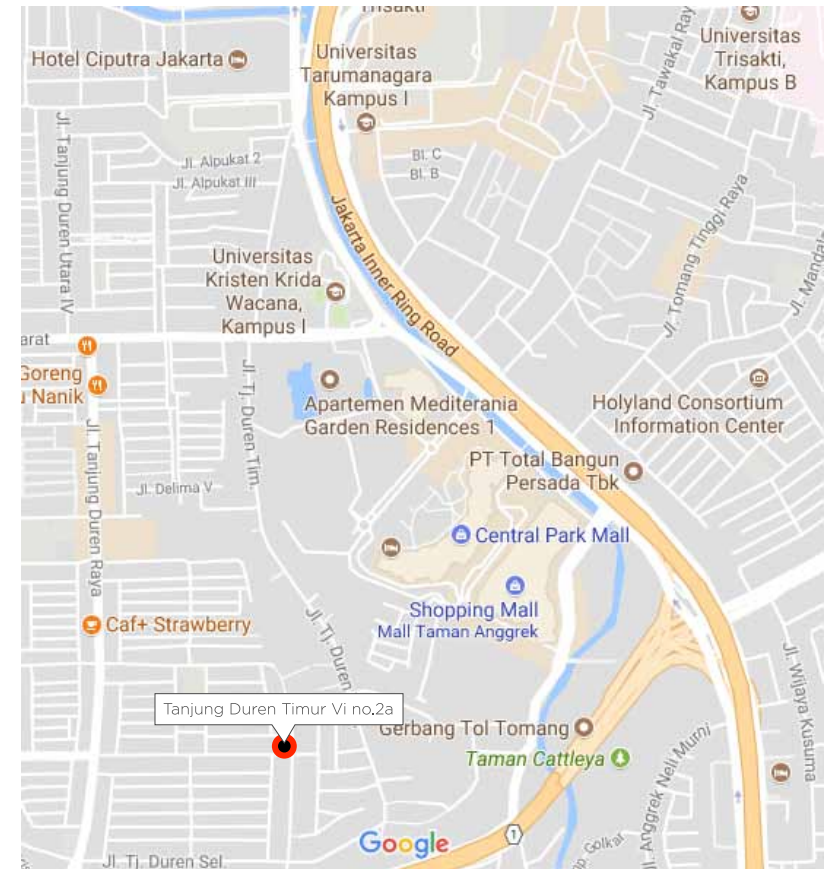 Trisakti
Hotel Ciputra Jakarta
Universitas
Tarumanagara
Kampus I
Jl. Tawakal Ray
Universitas
Trisakti,
Kampus B
Jl. Tanjung Duren Utara IV
Jl. Alpukat 2
Jl. Alpukat III
Bl. C
Bl. B
Jakarta Inner Ring Road
Jl. Tomang Tinggi Raya
Jl. Mandala
Universitas
Kristen Krida
Wacana,
Kampus I
arat
Goreng
u Nanik
Jl. Tj. Duren Tim.
Apartemen Mediterania
Garden Residences 1
Holyland Consortium
Information Center
Jl. Tanjung Duren Raya
Jl. Delima V
PT Total Bangun
Persada Tbk
Central Park Mall
Shopping Mall
Mall Taman Anggrek
Caf+ Strawberry
Jl. Tj. Duren
Jl. Wijaya Kusuma
Tanjung Duren Timur Vi no.2a
Gerbang Tol Tomang
Taman Cattleya
Jl. Anggrek Neli Murni
Google
1
Golkar
Jl. Tj. Duren Sel.